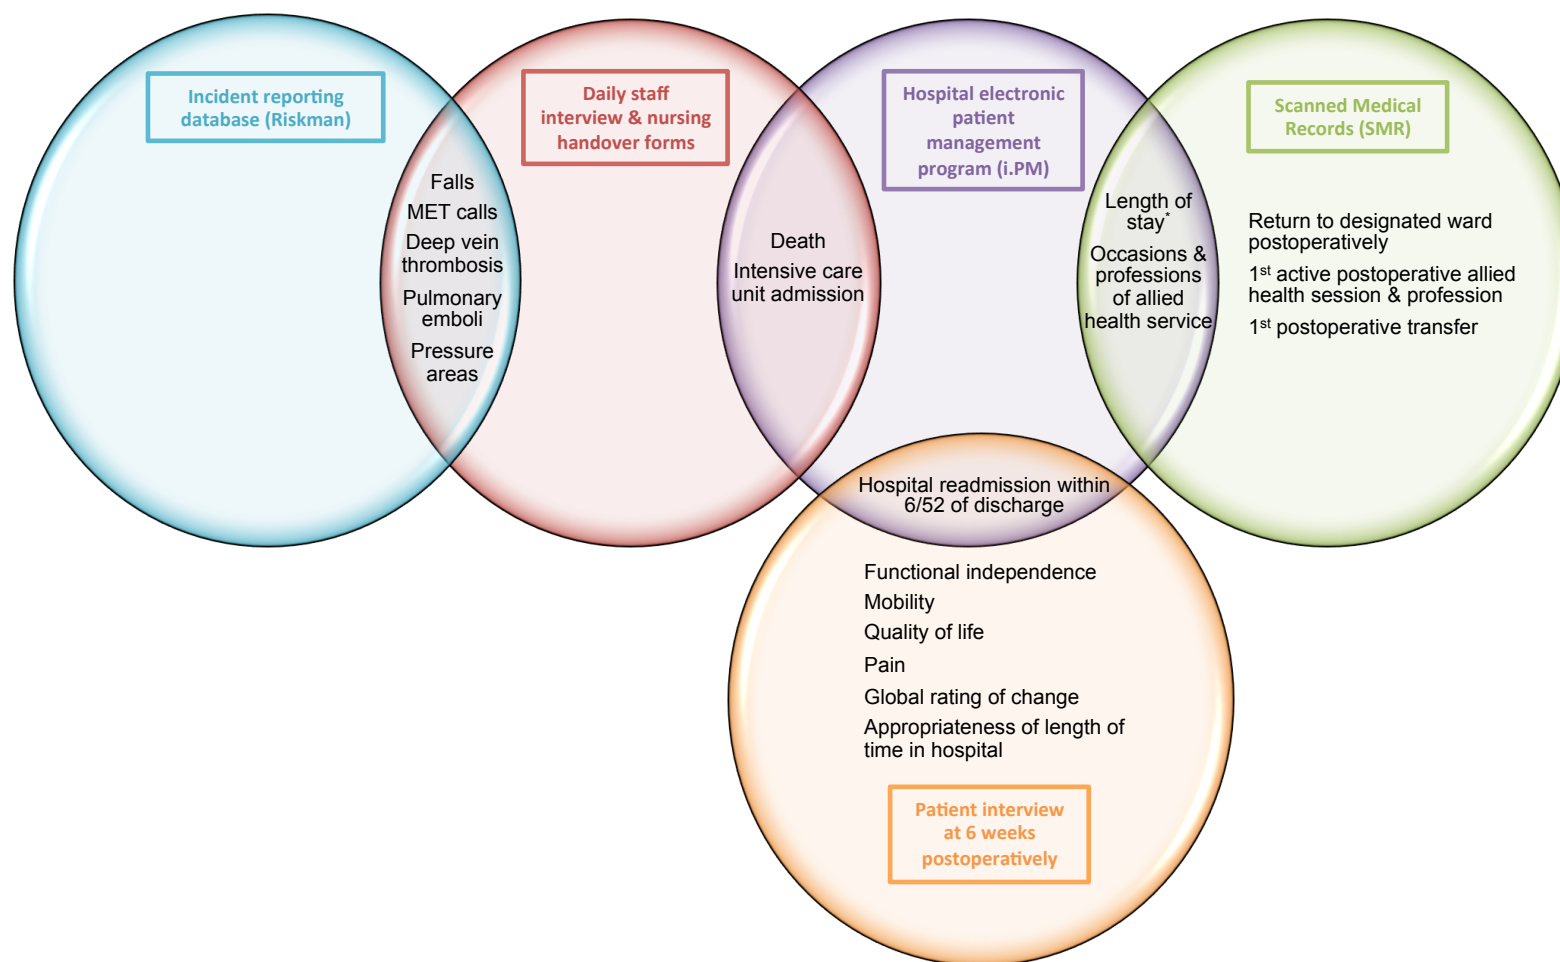 Incident reporting
database (Riskman)
Daily staff
interview & nursing
handover forms
Hospital electronic
patient
management
program (i.PM)
Scanned Medical
Records (SMR)
Falls
MET calls
Deep vein
thrombosis
Pulmonary
emboli
Pressure
areas
Death
Intensive care
unit admission
Length of
stay*
Occasions &
professions
of allied
health service
Return to designated ward
postoperatively
1st active postoperative allied
health session & profession
1st postoperative transfer
Hospital readmission within
6/52 of discharge
Functional independence
Mobility
Quality of life
Pain
Global rating of change
Appropriateness of length of
time in hospital
Patient interview
at 6 weeks
postoperatively